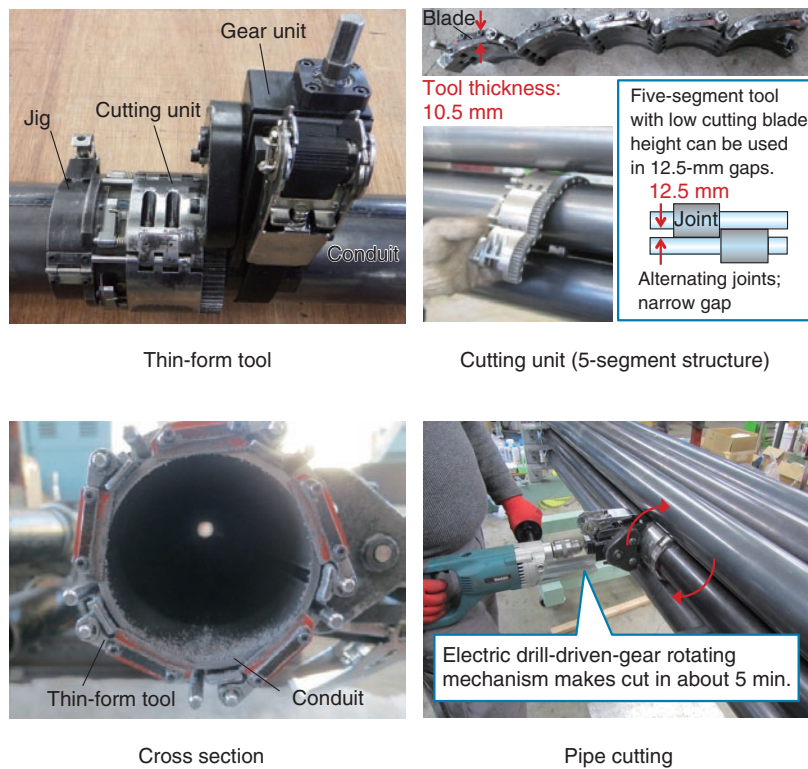 Gear unit
Cutting unit
Jig
Conduit
Thin-form tool
Blade
Tool thickness:
10.5 mm
Five-segment tool
with low cutting blade
height can be used
in 12.5-mm gaps.
12.5 mm
Joint
Alternating joints;
narrow gap
Cutting unit (5-segment structure)
Thin-form tool
Conduit
Cross section
Electric drill-driven-gear rotating
mechanism makes cut in about 5 min.
Pipe cutting